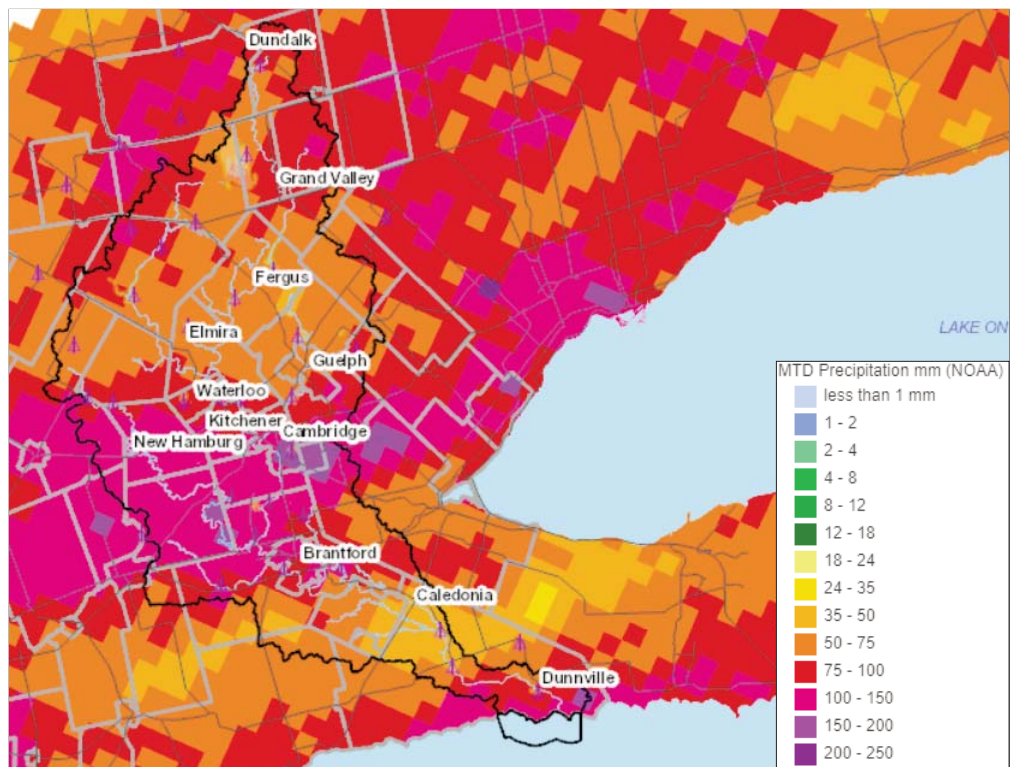 Dundalk
Grand Valley
Fergus
LAKE ON
Elmira
Guelph
MTD Precipitation mm (NOAA)
less than 1 mm
1 - 2
2 - 4
4 - 8
8 - 12
12 - 18
18 - 24
24 - 35
35 - 50
50 - 75
75 - 100
100 - 150
150 - 200
200 - 250
Waterloo
Kitchener
Cambridge
New Hamburg
Brantford
Caledonia
Dunnville